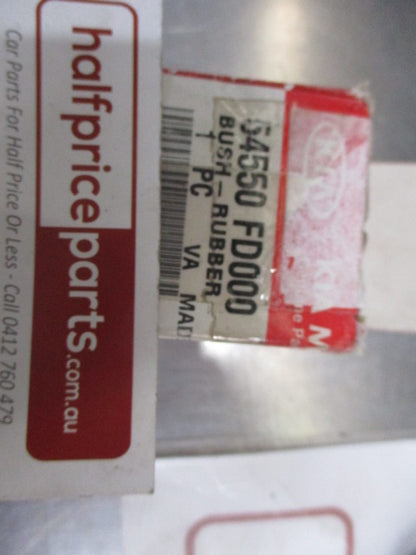 halfpriceparts.com.au
Car Parts For Half Price Or Less - Call 0412 760 479
54550 FD000
BUSH-RUBBER
1 PC VA MAD